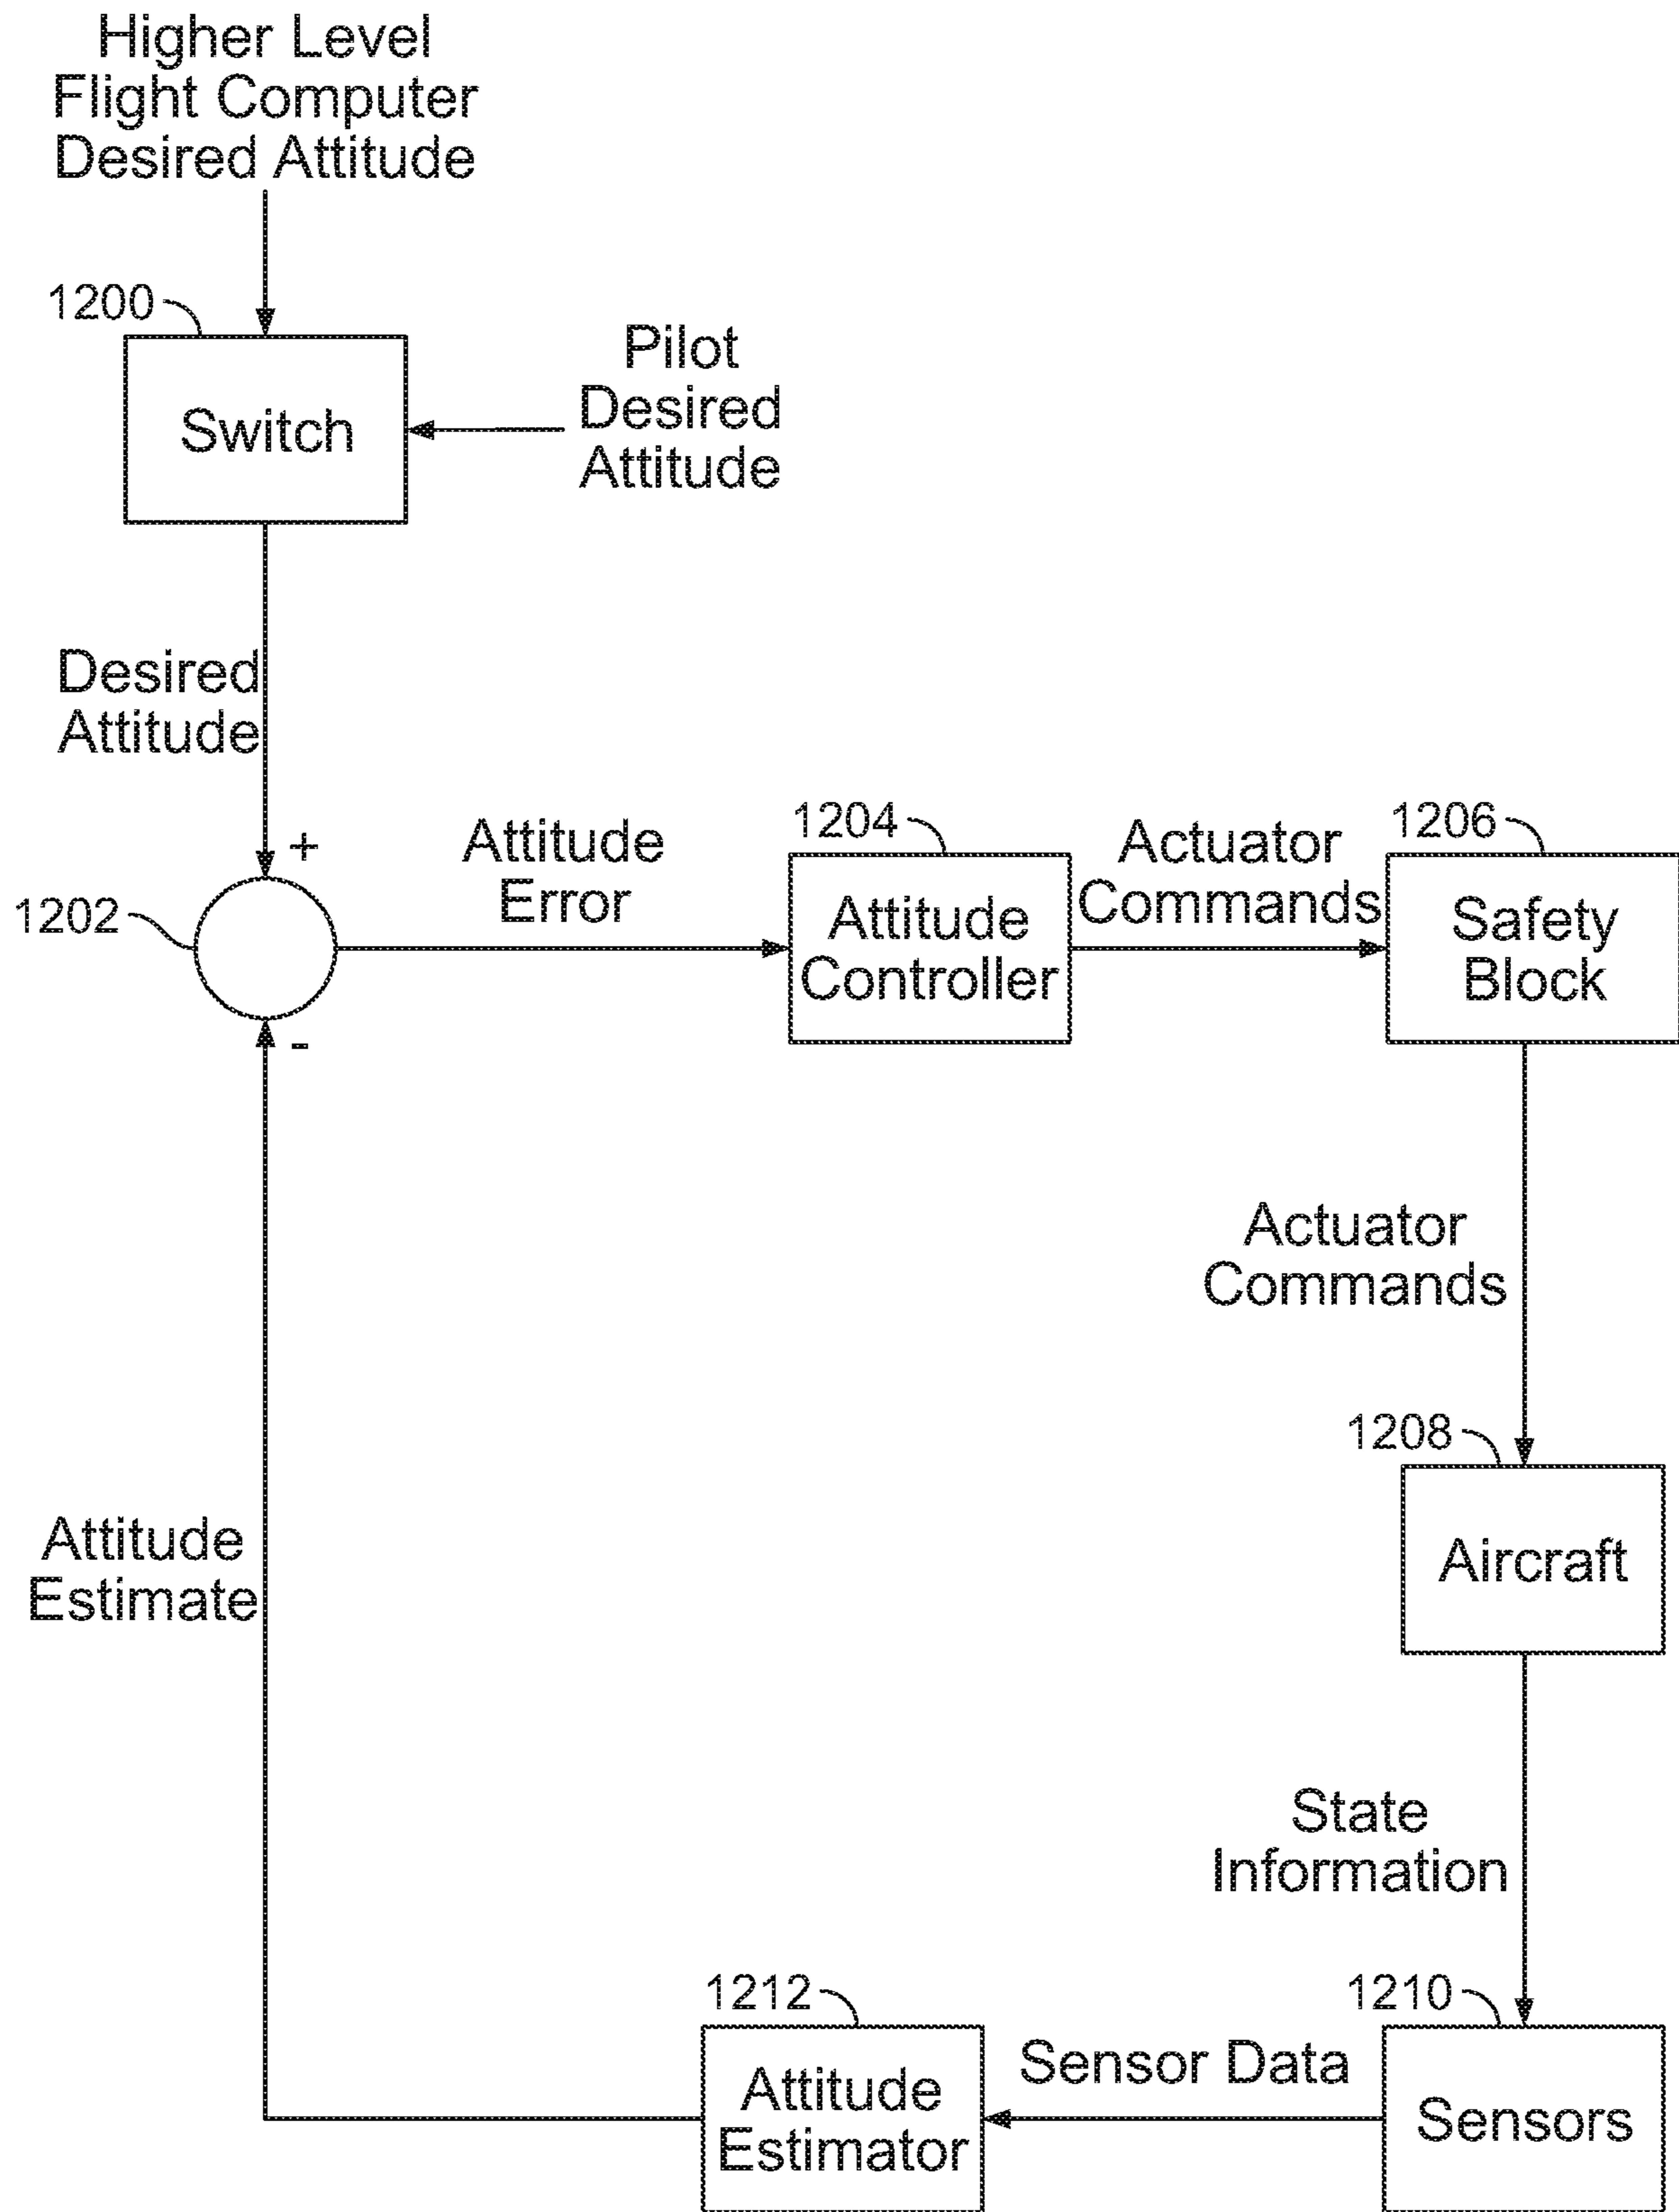 Higher Level
Flight Computer
Desired Attitude
1200
Switch
Pilot
Desired
Attitude
Desired
Attitude
+
1202
-
Attitude
Error
1204
Attitude
Controller
Actuator
Commands
1206
Safety
Block
Actuator
Commands
1208
Aircraft
State
Information
1210
Sensors
Sensor Data
1212
Attitude
Estimator
Attitude
Estimate